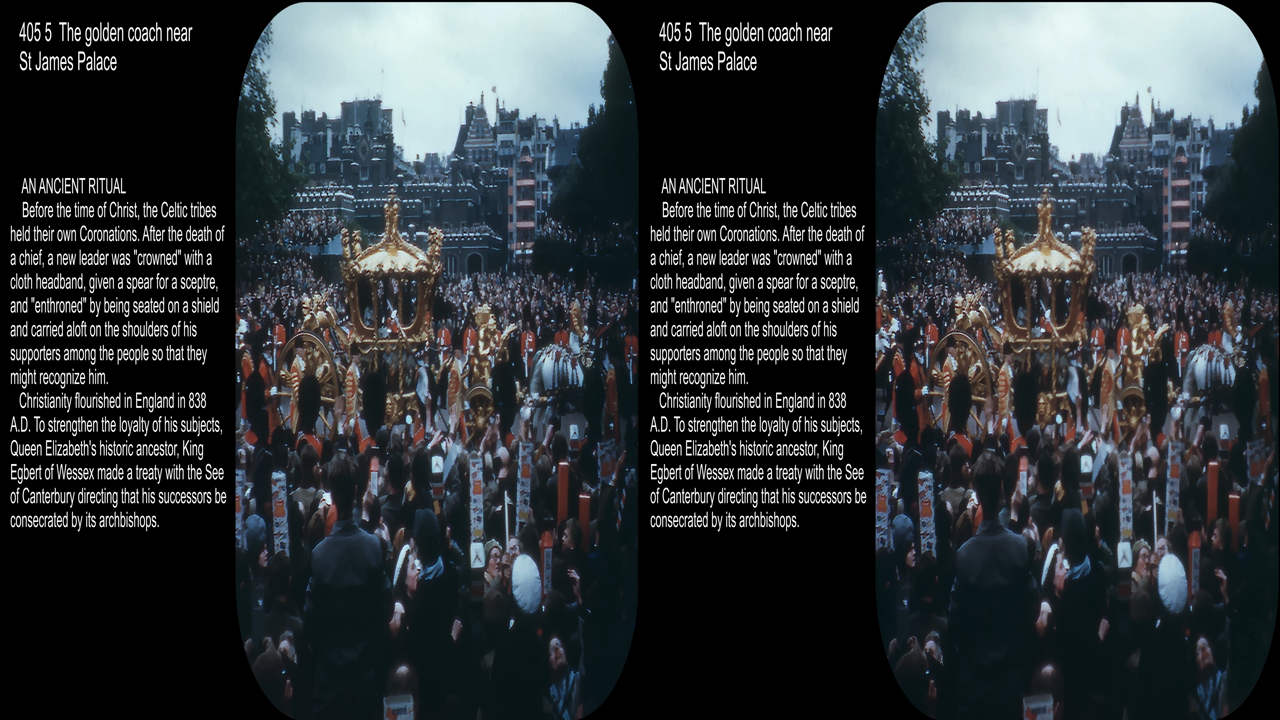 405 5 The golden coach near
St James Palace
AN ANCIENT RITUAL
Before the time of Christ, the Celtic tribes
held their own Coronations. After the death of
a chief, a new leader was "crowned" with a
cloth headband, given a spear for a sceptre,
and "enthroned" by being seated on a shield
and carried aloft on the shoulders of his
supporters among the people so that they
might recognize him.
Christianity flourished in England in 838
A.D. To strengthen the loyalty of his subjects,
Queen Elizabeth's historic ancestor, King
Egbert of Wessex made a treaty with the See
of Canterbury directing that his successors be
consecrated by its archbishops.
405 5 The golden coach near
St James Palace
AN ANCIENT RITUAL
Before the time of Christ, the Celtic tribes
held their own Coronations. After the death of
a chief, a new leader was "crowned" with a
cloth headband, given a spear for a sceptre,
and "enthroned" by being seated on a shield
and carried aloft on the shoulders of his
supporters among the people so that they
might recognize him.
Christianity flourished in England in 838
A.D. To strengthen the loyalty of his subjects,
Queen Elizabeth's historic ancestor, King
Egbert of Wessex made a treaty with the See
of Canterbury directing that his successors be
consecrated by its archbishops.